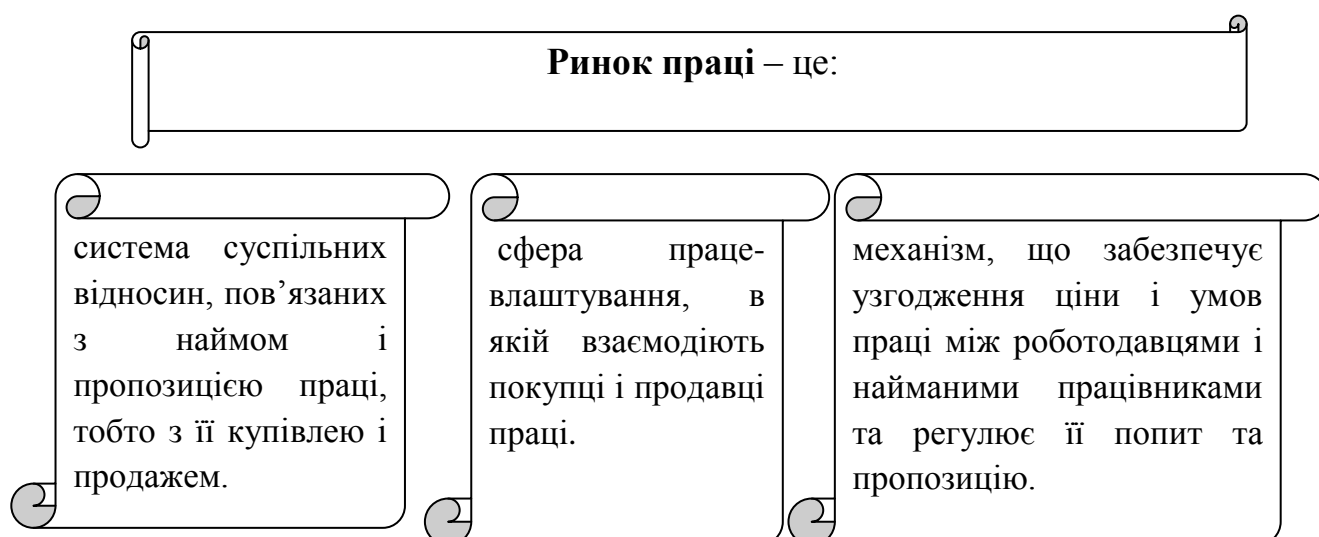 Ринок праці – це:
система суспільних
відносин, пов’язаних
з наймом і
пропозицією праці,
тобто з її купівлею і
продажем.
сфера праце-
влаштування, в
якій взаємодіють
покупці і продавці
праці.
механізм, що забезпечує
узгодження ціни і умов
праці між роботодавцями і
найманими працівниками
та регулює її попит та
пропозицію.